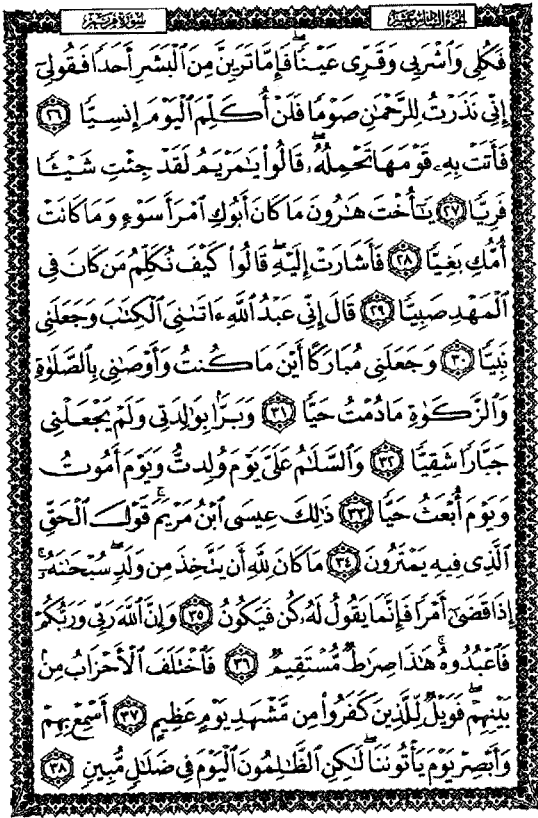 سورة مريم
الجزء السادس عشر
فَكُلِي وَاشْرَبِي وَقَرِّي عَيْنًا ۖ فَإِمَّا تَرَيِنَّ مِنَ الْبَشَرِ أَحَدًا فَقُولِي
إِنِّي نَذَرْتُ لِلرَّحْمَٰنِ صَوْمًا فَلَنْ أُكَلِّمَ الْيَوْمَ إِنسِيًّا ٢٦
فَأَتَتْ بِهِ قَوْمَهَا تَحْمِلُهُ ۖ قَالُوا يَامَرْيَمُ لَقَدْ جِئْتِ شَيْئًا
فَرِيًّا ٢٧ يَا أُخْتَ هَارُونَ مَا كَانَ أَبُوكِ امْرَأَ سَوْءٍ وَمَا كَانَتْ
أُمُّكِ بَغِيًّا ٢٨ فَأَشَارَتْ إِلَيْهِ ۖ قَالُوا كَيْفَ نُكَلِّمُ مَن كَانَ فِي
الْمَهْدِ صَبِيًّا ٢٩ قَالَ إِنِّي عَبْدُ اللَّهِ ءَاتَانِيَ الْكِتَابَ وَجَعَلَنِي
نَبِيًّا ٣٠ وَجَعَلَنِي مُبَارَكًا أَيْنَ مَا كُنتُ وَأَوْصَانِي بِالصَّلَوٰةِ
وَالزَّكَوٰةِ مَا دُمْتُ حَيًّا ٣١ وَبَرًّا بِوَالِدَتِي وَلَمْ يَجْعَلْنِي
جَبَّارًا شَقِيًّا ٣٢ وَالسَّلَامُ عَلَيَّ يَوْمَ وُلِدتُّ وَيَوْمَ أَمُوتُ
وَيَوْمَ أُبْعَثُ حَيًّا ٣٣ ذَٰلِكَ عِيسَى ابْنُ مَرْيَمَ ۚ قَوْلَ الْحَقِّ
الَّذِي فِيهِ يَمْتَرُونَ ٣٤ مَا كَانَ لِلَّهِ أَن يَتَّخِذَ مِن وَلَدٍ ۖ سُبْحَانَهُ ۚ
إِذَا قَضَىٰ أَمْرًا فَإِنَّمَا يَقُولُ لَهُ كُن فَيَكُونُ ٣٥ وَإِنَّ اللَّهَ رَبِّي وَرَبُّكُمْ
فَاعْبُدُوهُ ۚ هَٰذَا صِرَاطٌ مُّسْتَقِيمٌ ٣٦ فَاخْتَلَفَ الْأَحْزَابُ مِن
بَيْنِهِمْ ۖ فَوَيْلٌ لِّلَّذِينَ كَفَرُوا مِن مَّشْهَدِ يَوْمٍ عَظِيمٍ ٣٧ أَسْمِعْ بِهِمْ
وَأَبْصِرْ يَوْمَ يَأْتُونَنَا ۖ لَٰكِنِ الظَّالِمُونَ الْيَوْمَ فِي ضَلَالٍ مُّبِينٍ ٣٨